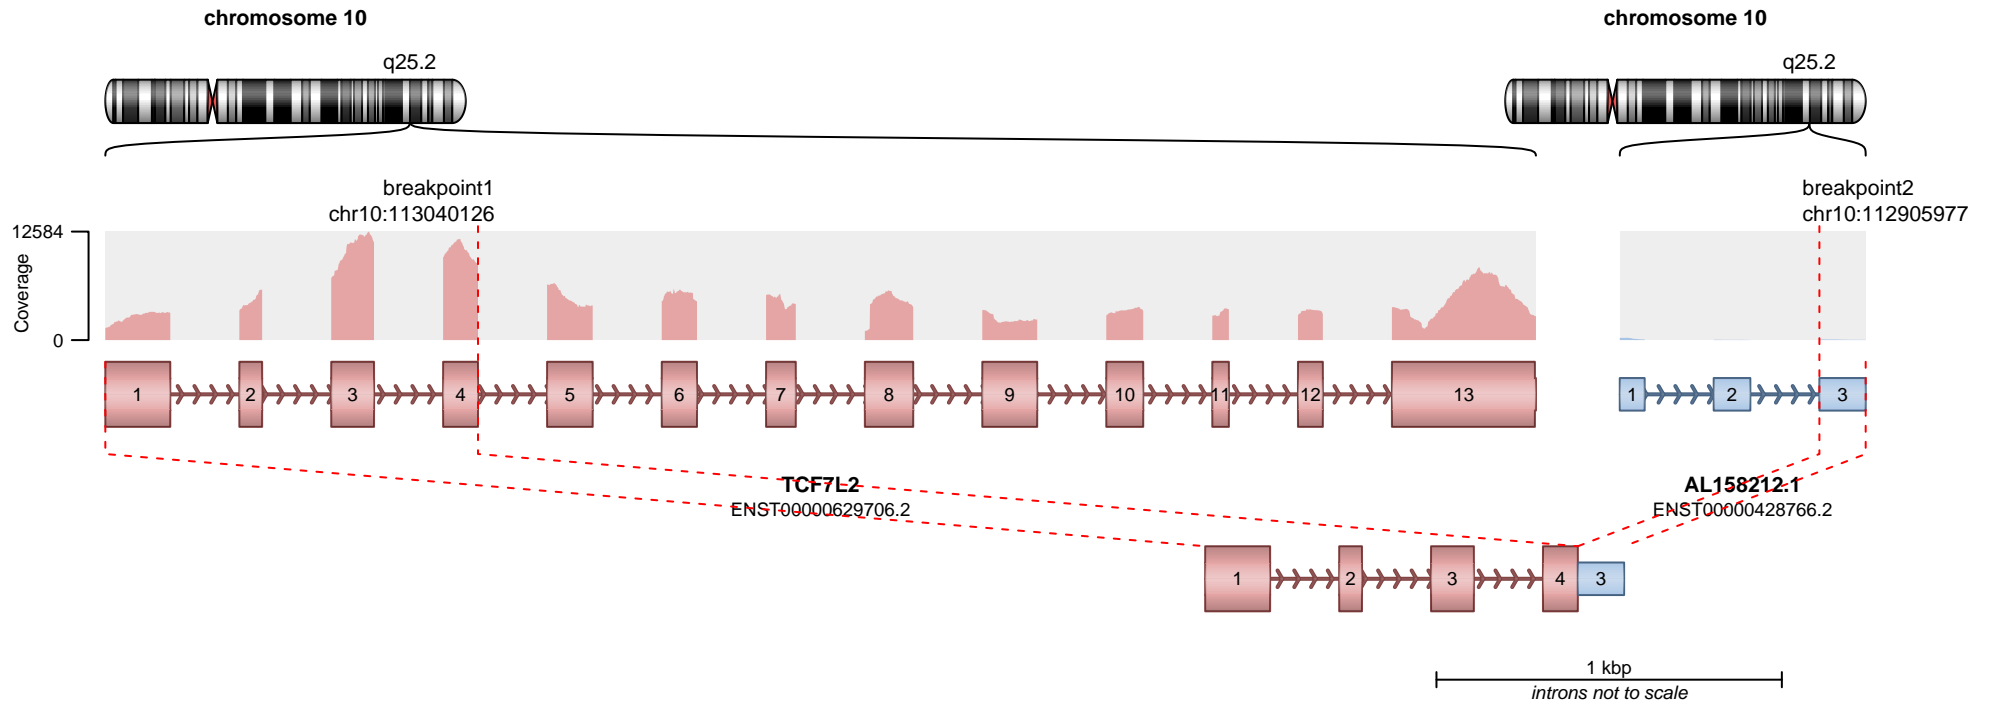 chromosome 10
chromosome 10
q25.2
q25.2
breakpoint1
chr10:113040126
breakpoint2
chr10:112905977
12584
Coverage
0
1 2 3 4 5 6 7 8 9 10 11 12 13
1 2 3
TCF7L2
ENST00000629706.2
AL158212.1
ENST00000428766.2
1 2 3 4 3
1 kbp
introns not to scale